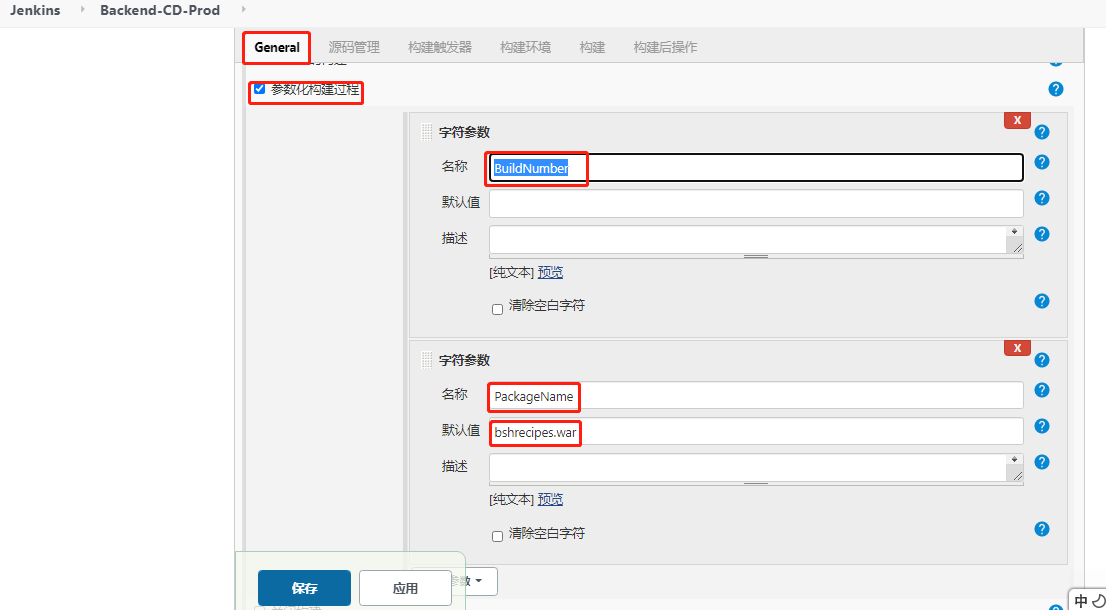 Jenkins Backend-CD-Prod
General 源码管理 构建触发器 构建环境 构建 构建后操作
参数化构建过程
X
字符参数
名称 BuildNumber
默认值
描述
[纯文本] 预览
清除空白字符
X
字符参数
名称 PackageName
默认值 bshrecipes.war
描述
[纯文本] 预览
清除空白字符
保存 应用 参数
中